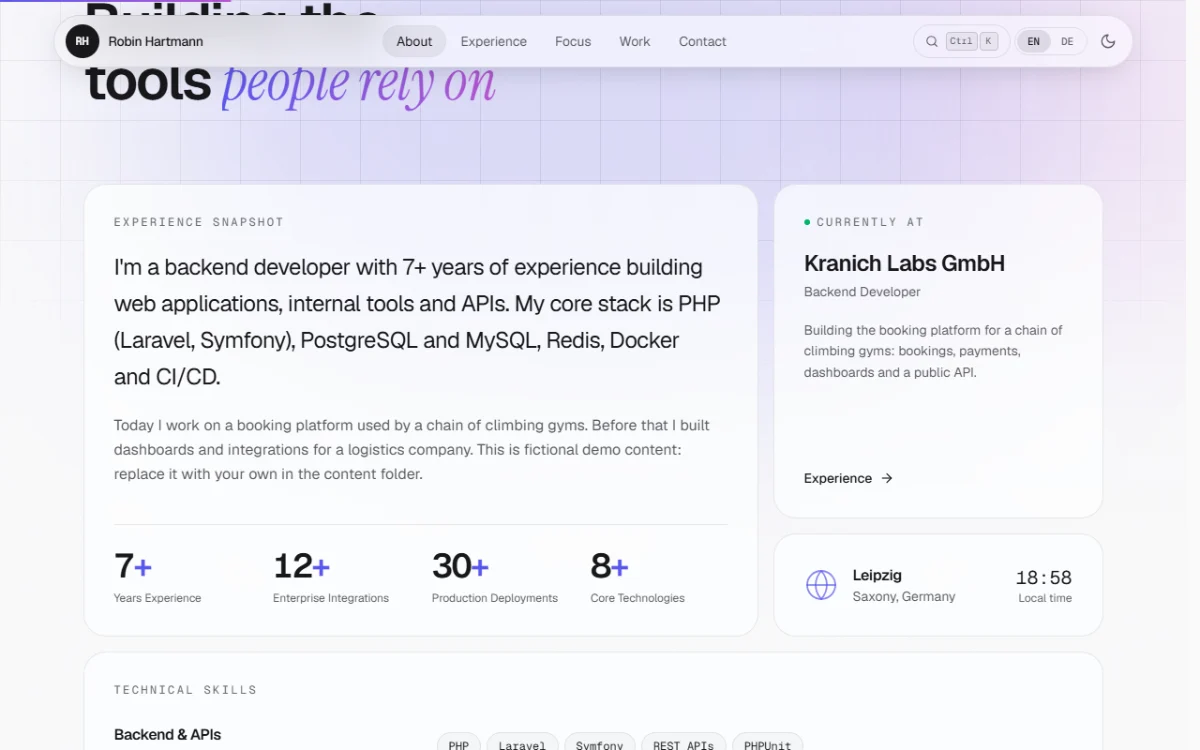 Building the
RH Robin Hartmann
About Experience Focus Work Contact
Ctrl K EN DE
tools people rely on
EXPERIENCE SNAPSHOT
I'm a backend developer with 7+ years of experience building
web applications, internal tools and APIs. My core stack is PHP
(Laravel, Symfony), PostgreSQL and MySQL, Redis, Docker
and CI/CD.
Today I work on a booking platform used by a chain of climbing gyms. Before that I built
dashboards and integrations for a logistics company. This is fictional demo content:
replace it with your own in the content folder.
7+ 12+ 30+ 8+
Years Experience Enterprise Integrations Production Deployments Core Technologies
CURRENTLY AT
Kranich Labs GmbH
Backend Developer
Building the booking platform for a chain of
climbing gyms: bookings, payments,
dashboards and a public API.
Experience →
Leipzig
Saxony, Germany
18:58
Local time
TECHNICAL SKILLS
Backend & APIs
PHP Laravel Symfony REST APIs PHPUnit